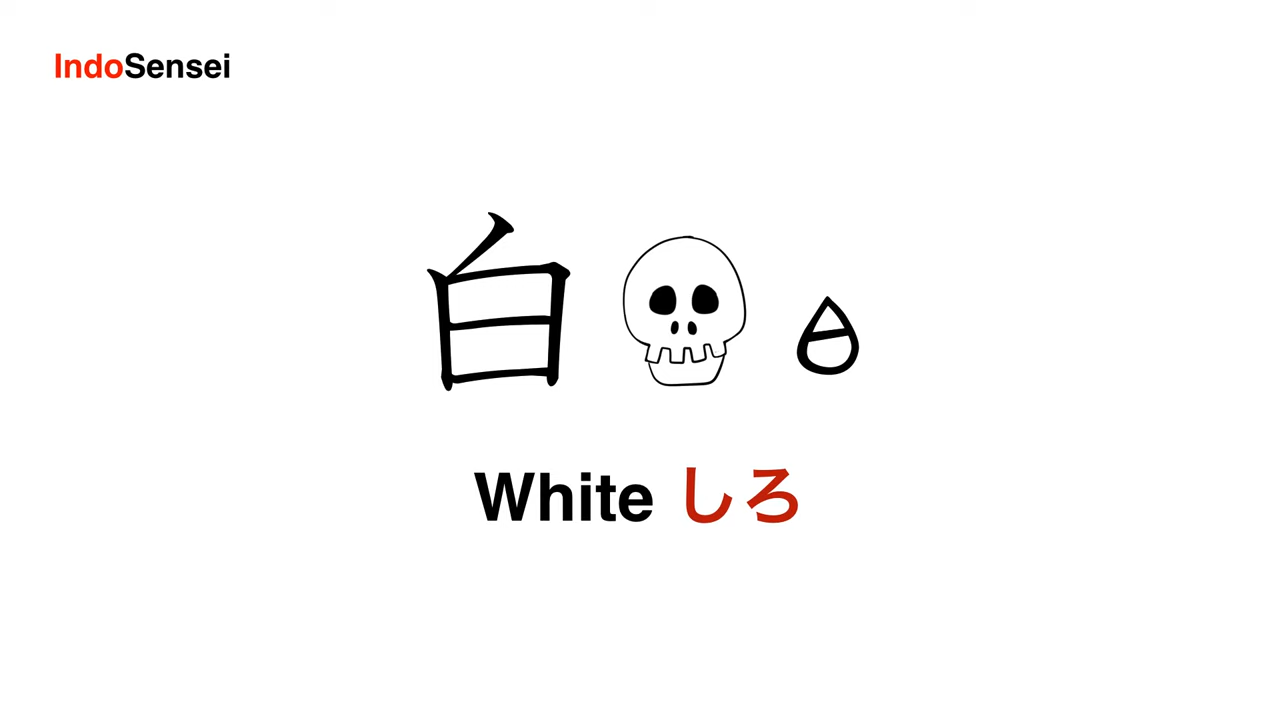 IndoSensei
白
White しろ